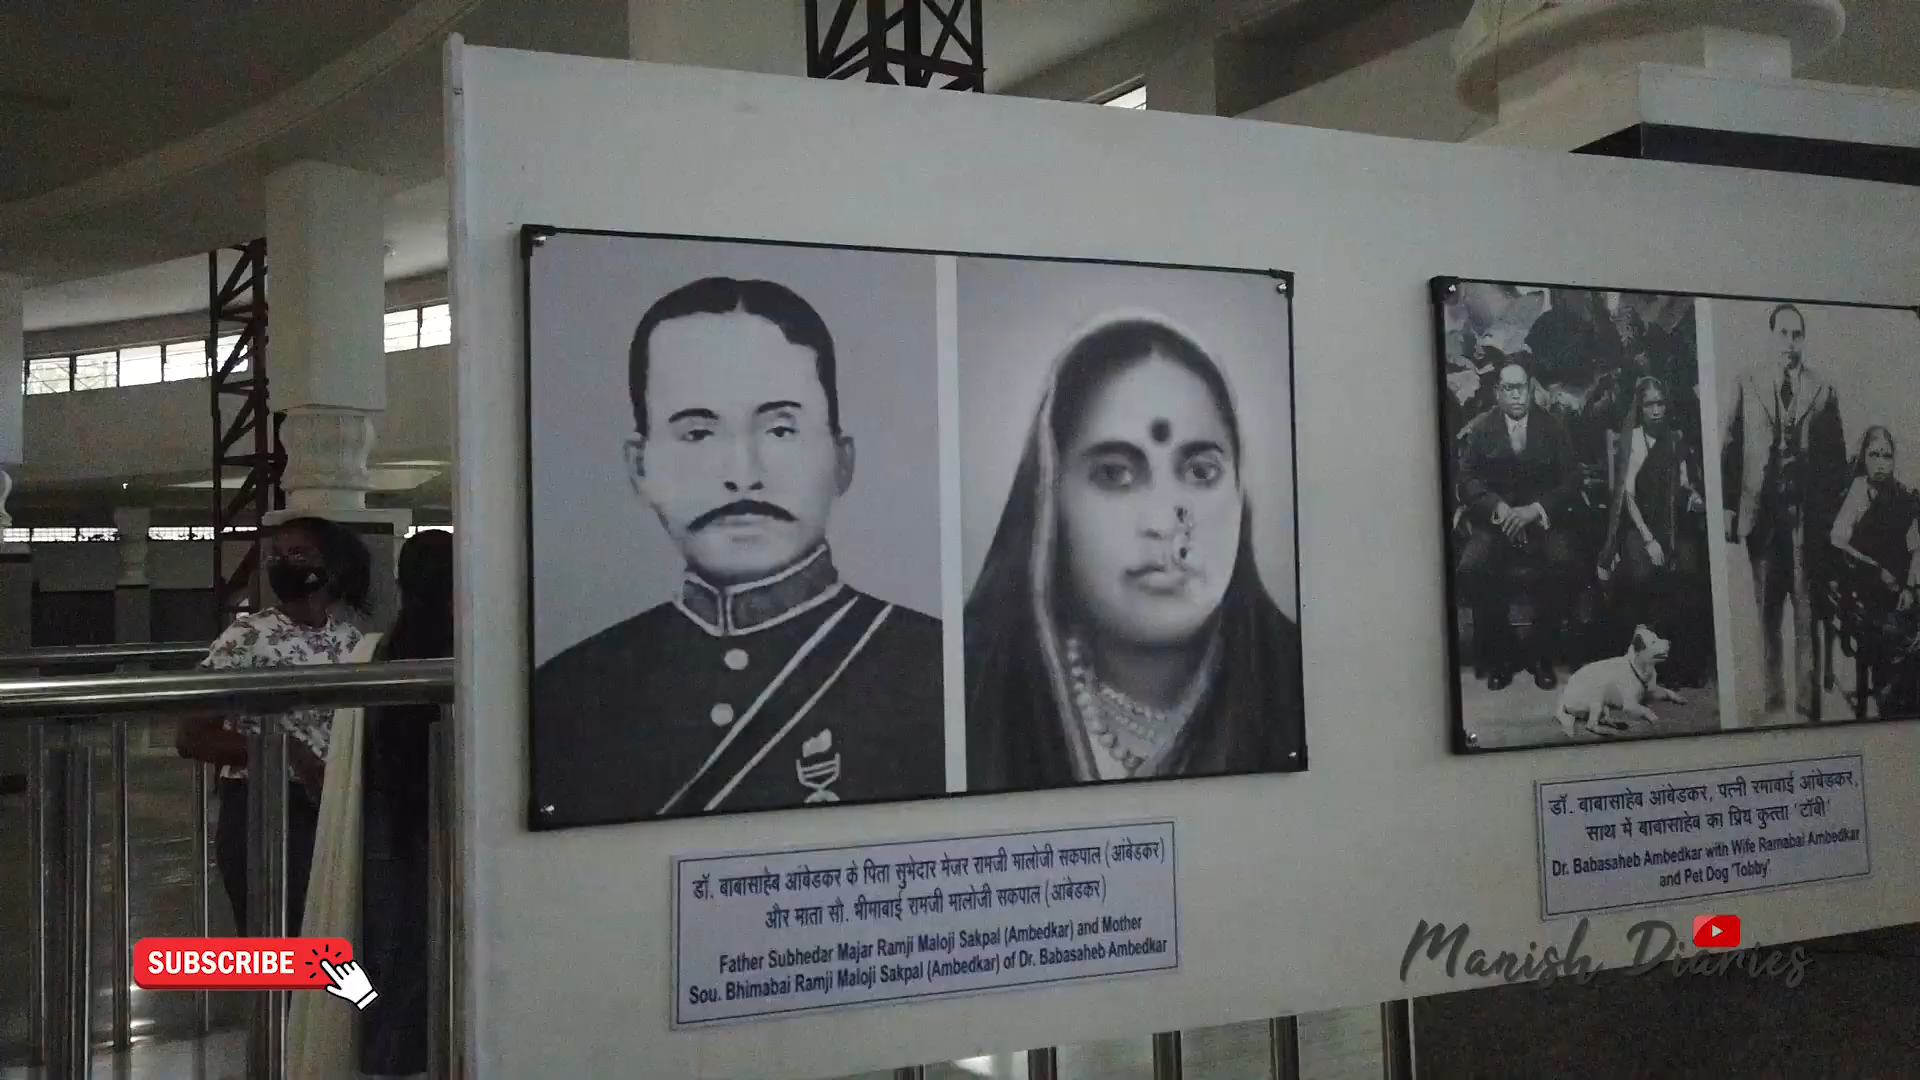 डॉ. बाबासाहेब आंबेडकर के पिता सुभेदार मेजर रामजी मालोजी सकपाल (आंबेडकर)
और माता सौ. भीमाबाई रामजी मालोजी सकपाल (आंबेडकर)
Father Subhedar Majar Ramji Maloji Sakpal (Ambedkar) and Mother
Sou. Bhimabai Ramji Maloji Sakpal (Ambedkar) of Dr. Babasaheb Ambedkar
डॉ. बाबासाहेब आंबेडकर, पत्नी रमाबाई आंबेडकर,
साथ में बाबासाहेब का प्रिय कुत्ता 'टॉबी'
Dr. Babasaheb Ambedkar with Wife Ramabai Ambedkar
and Pet Dog 'Tobby'
SUBSCRIBE
Manish Diaries